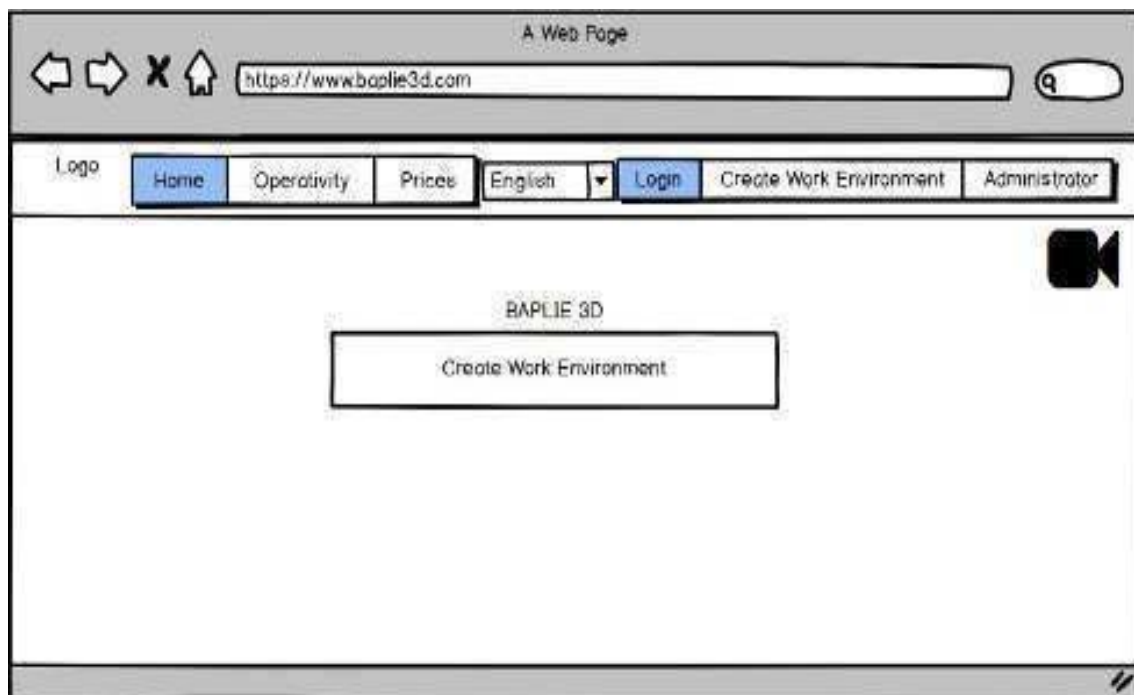 A Web Page
https://www.baplie3d.com
Logo Home Operativity Prices English Login Create Work Environment Administrator
BAPLIE 3D
Create Work Environment